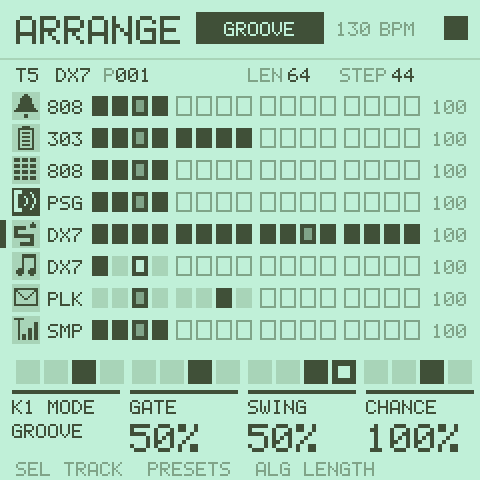 ARRANGE GROOVE 130 BPM
T5 DX7 P001 LEN 64 STEP 44
808 100
303 100
808 100
PSG 100
DX7 100
DX7 100
PLK 100
SMP 100
K1 MODE GATE SWING CHANCE
GROOVE 50% 50% 100%
SEL TRACK PRESETS ALG LENGTH